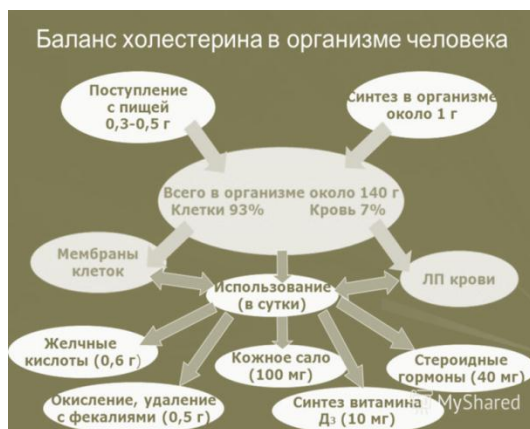 Баланс холестерина в организме человека
Поступление
с пищей
0,3-0,5 г
Синтез в организме
около 1 г
Всего в организме около 140 г
Клетки 93% Кровь 7%
Мембраны
клеток
ЛП крови
Использование
(в сутки)
Желчные
кислоты (0,6 г)
Кожное сало
(100 мг)
Стероидные
гормоны (40 мг)
Окисление, удаление
с фекалиями (0,5 г)
Синтез витамина
Д₃ (10 мг)
MyShared